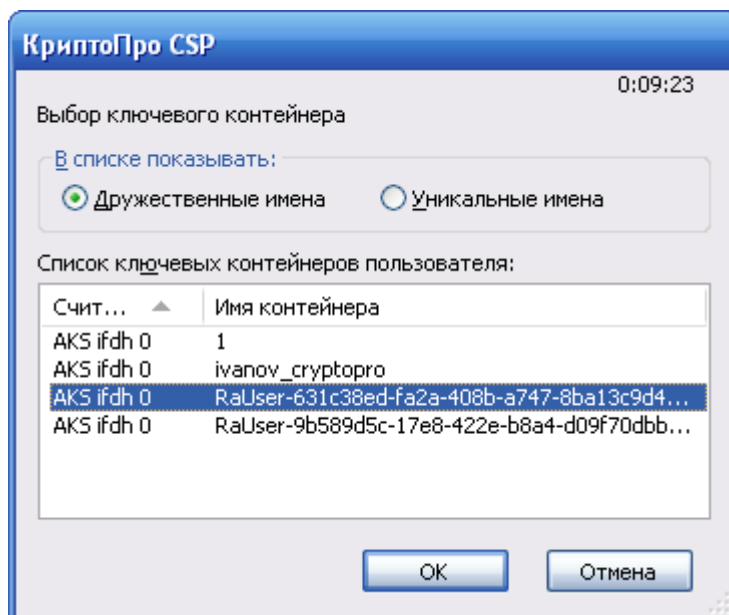 КриптоПро CSP
0:09:23
Выбор ключевого контейнера
В списке показывать:
Дружественные имена Уникальные имена
Список ключевых контейнеров пользователя:
Счит... Имя контейнера
AKS ifdh 0 1
AKS ifdh 0 ivanov_cryptopro
AKS ifdh 0 RaUser-631c38ed-fa2a-408b-a747-8ba13c9d4...
AKS ifdh 0 RaUser-9b589d5c-17e8-422e-b8a4-d09f70dbb...
OK Отмена